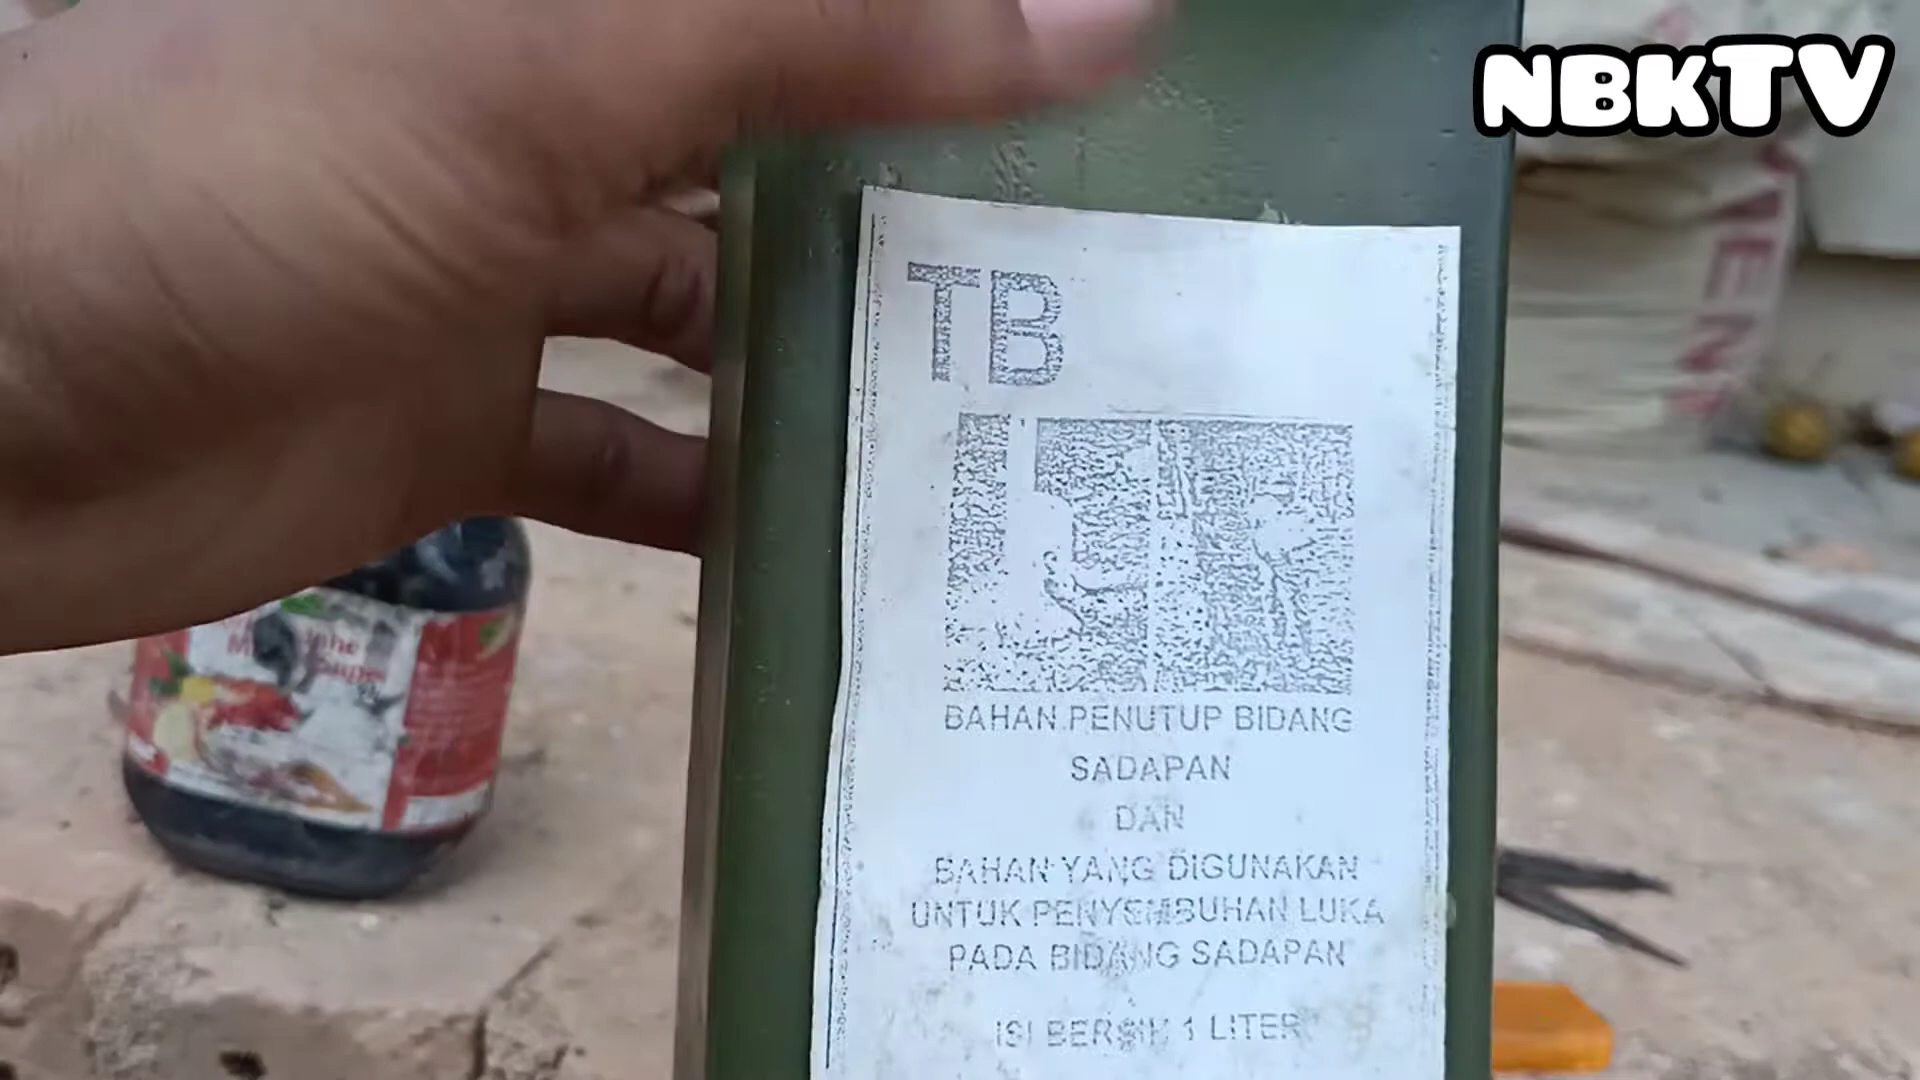 NBKTV
TB
BAHAN PENUTUP BIDANG
SADAPAN
DAN
BAHAN YANG DIGUNAKAN
UNTUK PENYEMBUHAN LUKA
PADA BIDANG SADAPAN
ISI BERSIH 1 LITER